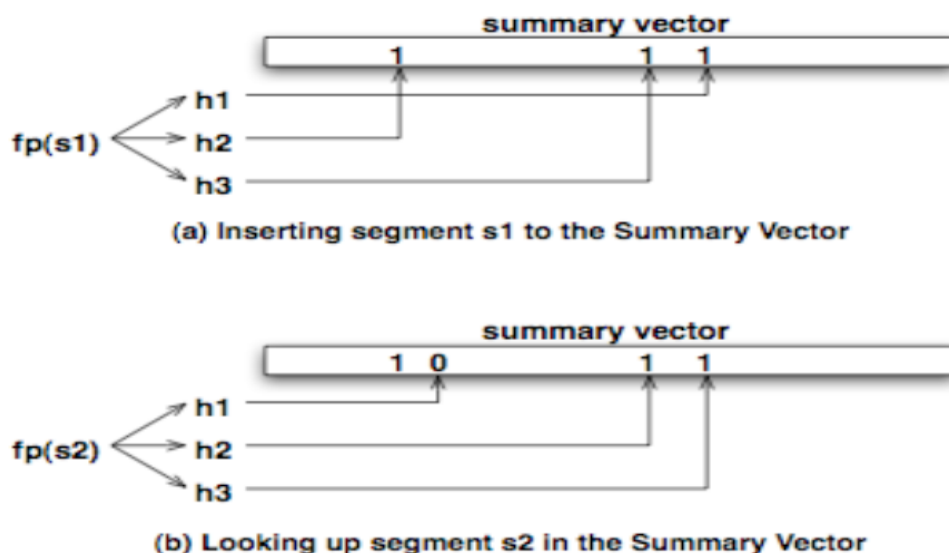 summary vector
1 1 1
h1
fp(s1) h2
h3
(a) Inserting segment s1 to the Summary Vector
summary vector
1 0 1 1
h1
fp(s2) h2
h3
(b) Looking up segment s2 in the Summary Vector